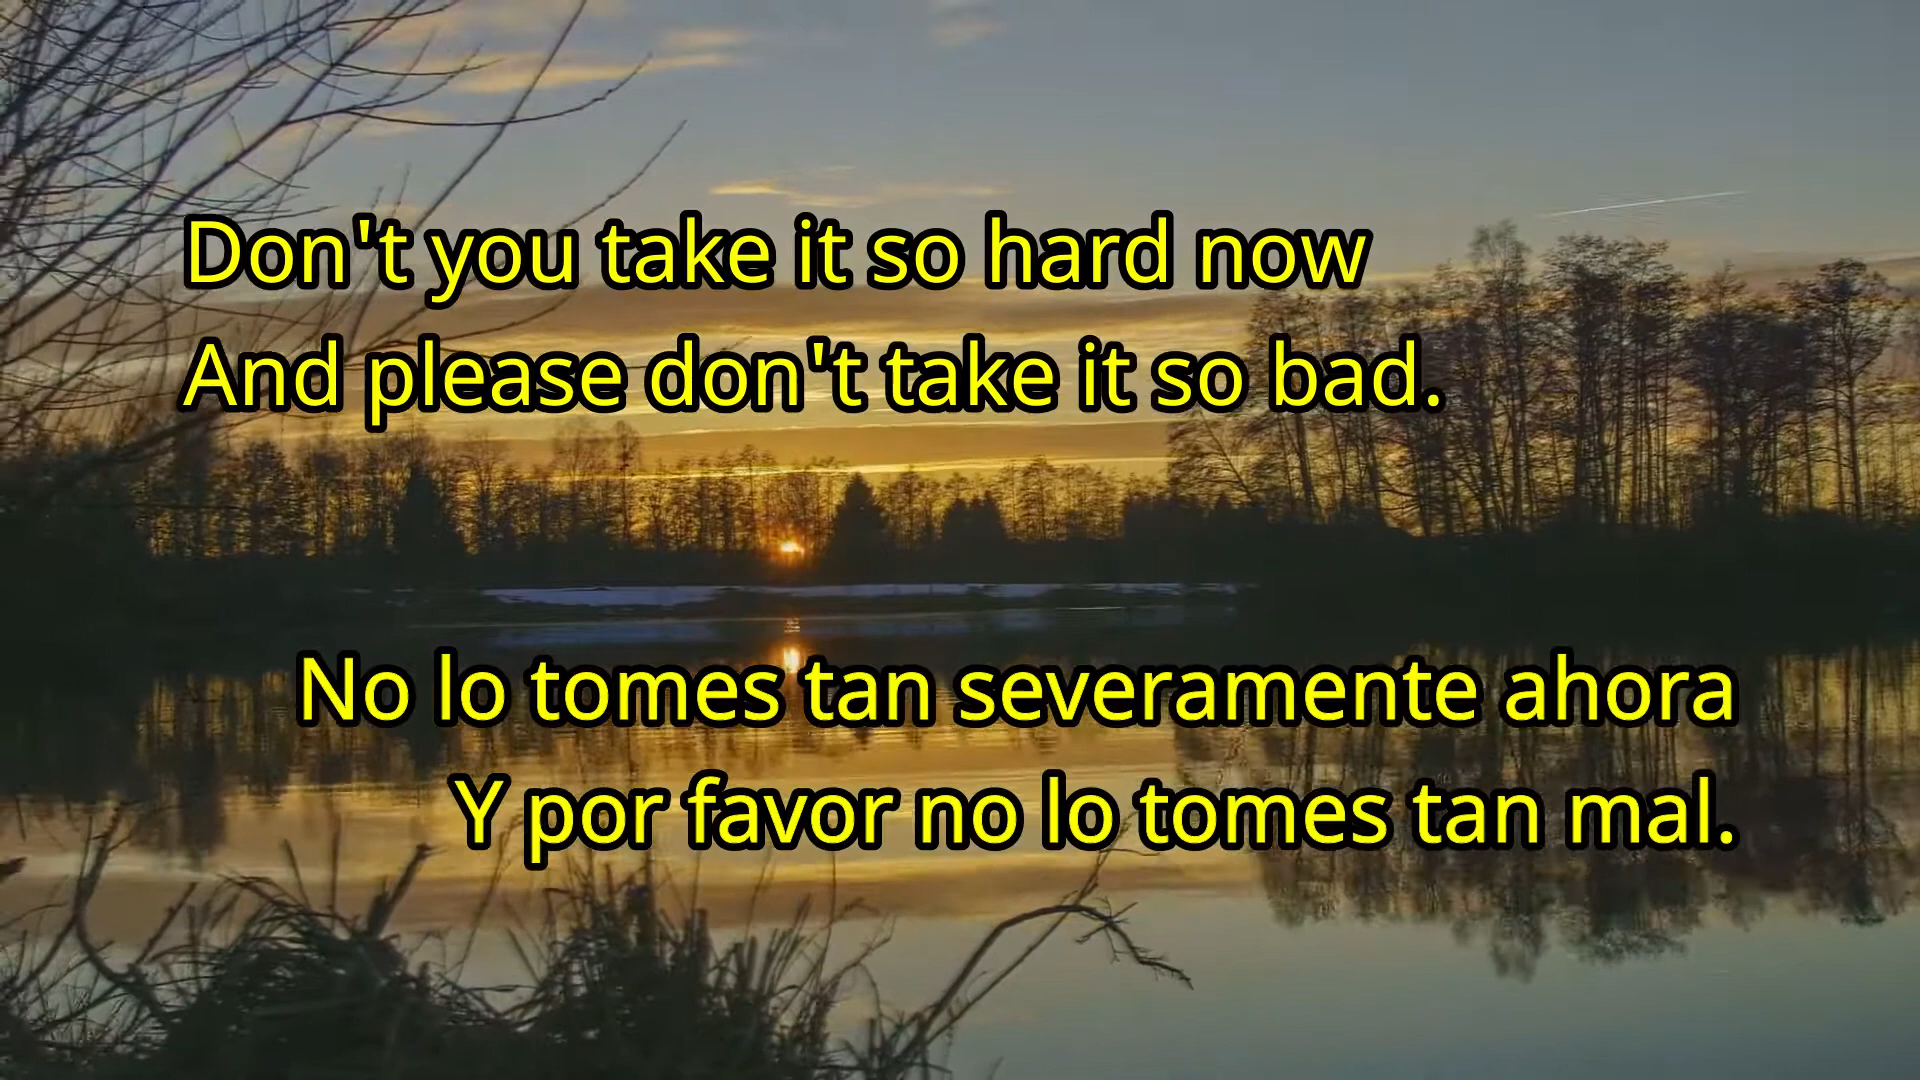 Don't you take it so hard now
And please don't take it so bad.
No lo tomes tan severamente ahora
Y por favor no lo tomes tan mal.